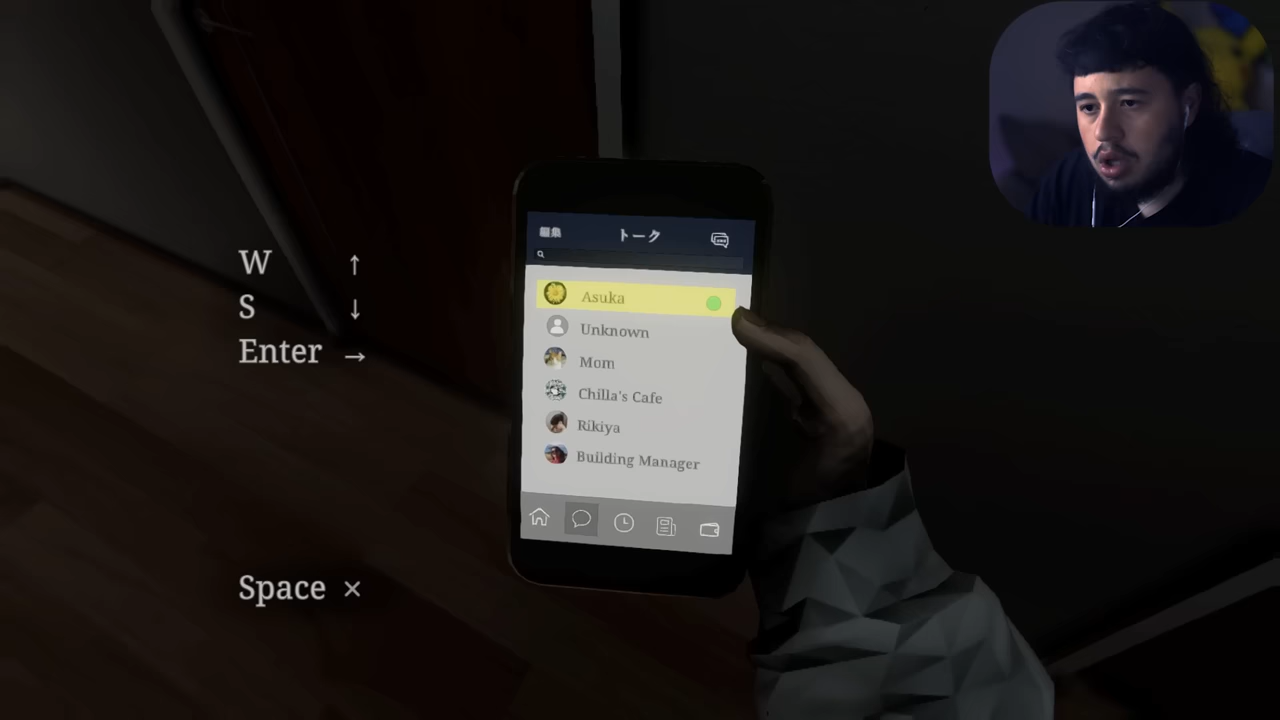 編集 トーク
Asuka
Unknown
Mom
Chilla's Cafe
Rikiya
Building Manager
W ↑
S ↓
Enter →
Space ×